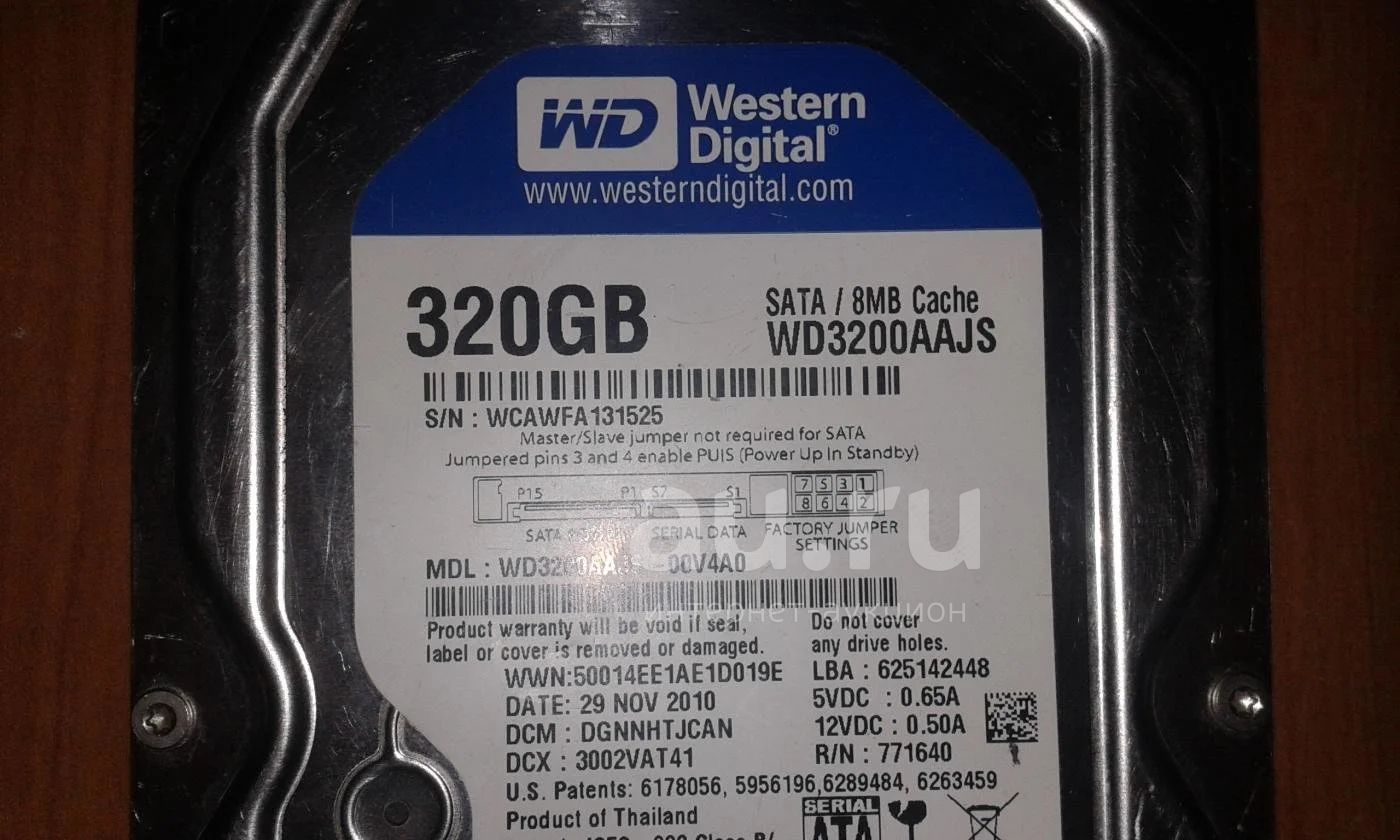 WD Western Digital®
www.westerndigital.com
320GB
SATA / 8MB Cache
WD3200AAJS
S/N : WCAWFA131525
Master/Slave jumper not required for SATA
Jumpered pins 3 and 4 enable PUIS (Power Up In Standby)
P15 P1 S7 S1
7 5 3 1
8 6 4 2
SATA
SERIAL DATA
FACTORY JUMPER
SETTINGS
au.ru
интернет-аукцион
MDL : 00V4A0
Product warranty will be void if seal,
label or cover is removed or damaged.
Do not cover
any drive holes.
WWN:50014EE1AE1D019E
DATE: 29 NOV 2010
DCM : DGNNHTJCAN
DCX : 3002VAT41
LBA : 625142448
5VDC : 0.65A
12VDC : 0.50A
R/N : 771640
U.S. Patents: 6178056, 5956196,6289484, 6263459
Product of Thailand
SERIAL
ATA